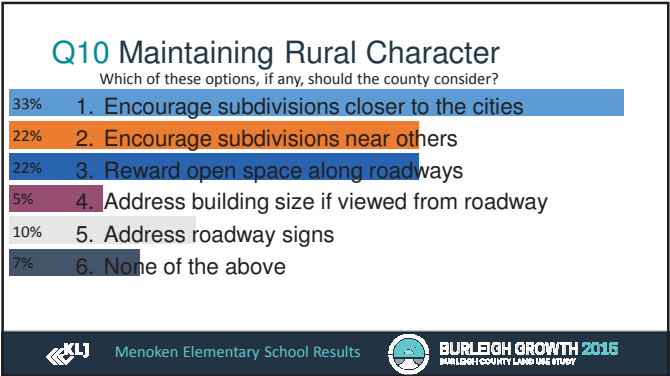 Q10 Maintaining Rural Character
Which of these options, if any, should the county consider?
33% 1. Encourage subdivisions closer to the cities
22% 2. Encourage subdivisions near others
22% 3. Reward open space along roadways
5% 4. Address building size if viewed from roadway
10% 5. Address roadway signs
7% 6. None of the above
KLJ Menoken Elementary School Results BURLEIGH GROWTH 2015
BURLEIGH COUNTY LAND USE STUDY